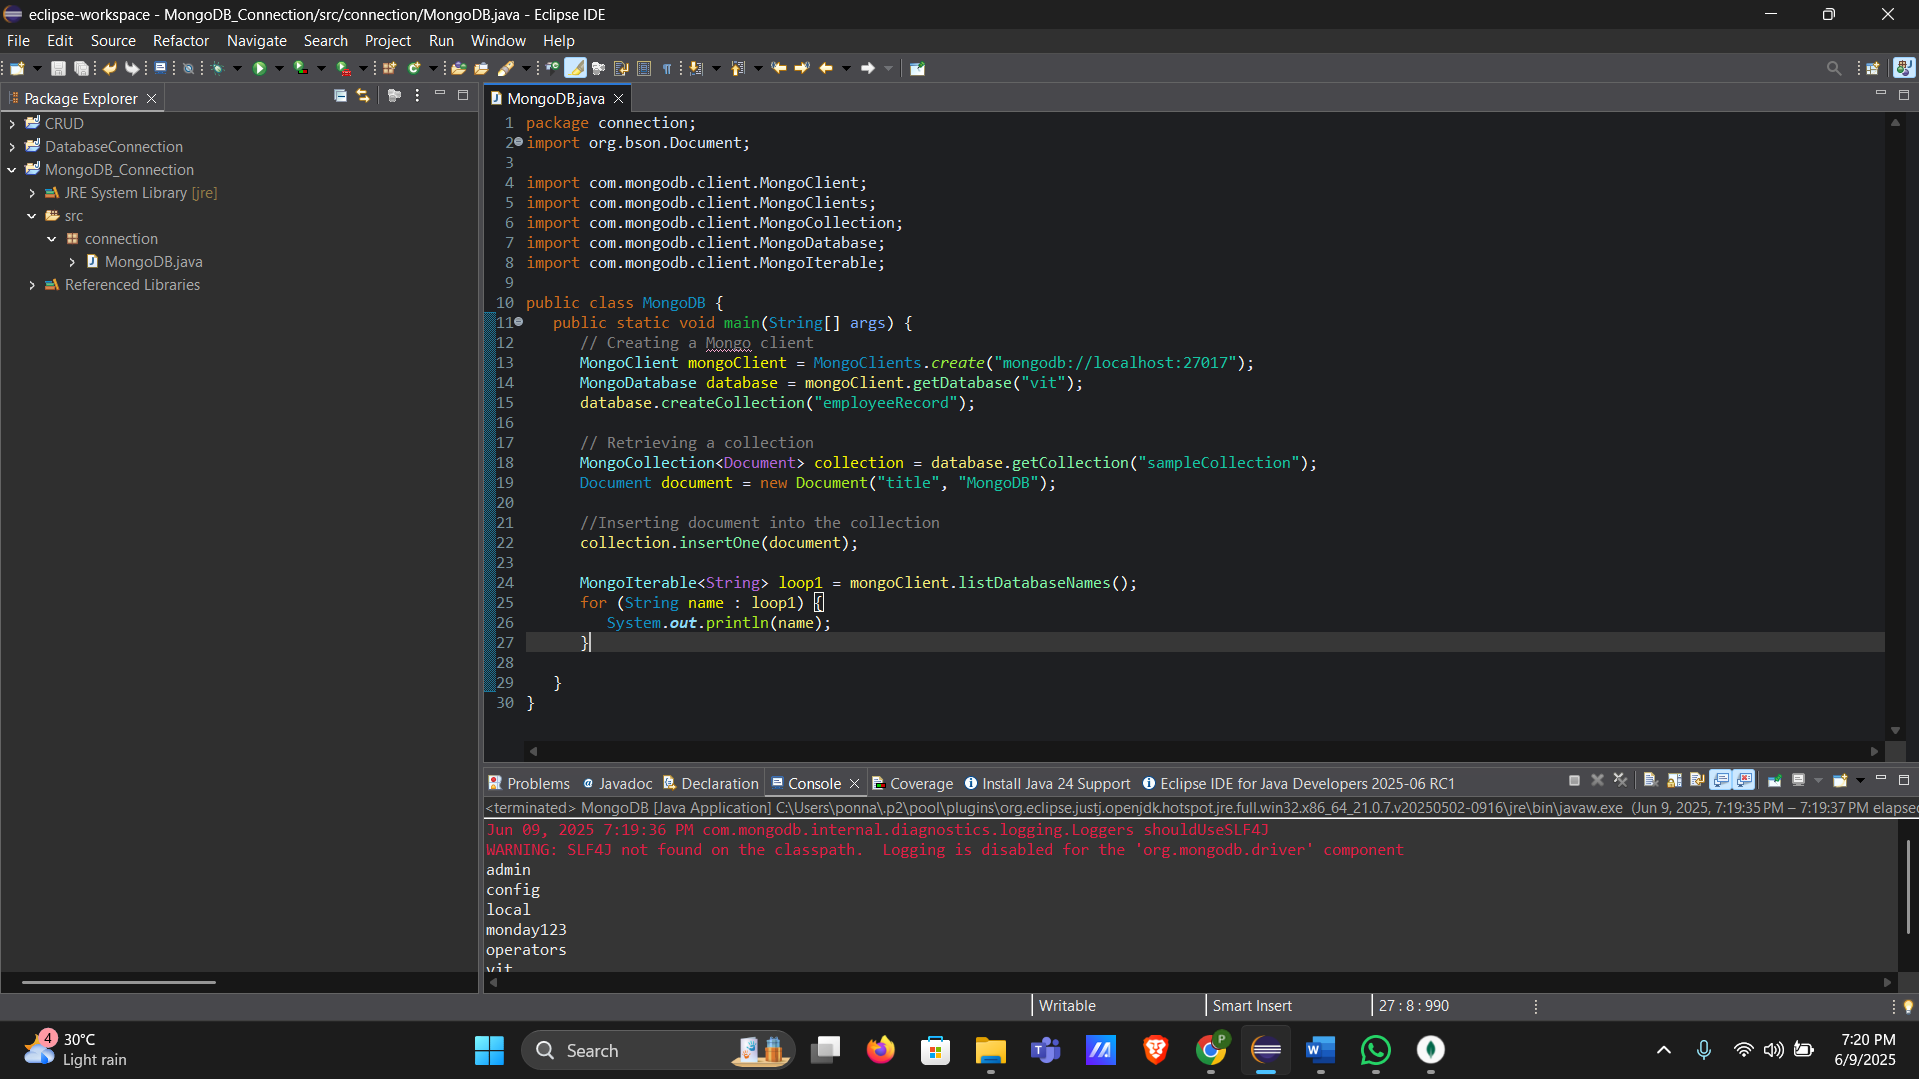 eclipse-workspace - MongoDB_Connection/src/connection/MongoDB.java - Eclipse IDE
File Edit Source Refactor Navigate Search Project Run Window Help
Package Explorer
CRUD
DatabaseConnection
MongoDB_Connection
JRE System Library [jre]
src
connection
MongoDB.java
Referenced Libraries
MongoDB.java
1 package connection;
2 import org.bson.Document;
3
4 import com.mongodb.client.MongoClient;
5 import com.mongodb.client.MongoClients;
6 import com.mongodb.client.MongoCollection;
7 import com.mongodb.client.MongoDatabase;
8 import com.mongodb.client.MongoIterable;
9
10 public class MongoDB {
11 public static void main(String[] args) {
12 // Creating a Mongo client
13 MongoClient mongoClient = MongoClients.create("mongodb://localhost:27017");
14 MongoDatabase database = mongoClient.getDatabase("vit");
15 database.createCollection("employeeRecord");
16
17 // Retrieving a collection
18 MongoCollection<Document> collection = database.getCollection("sampleCollection");
19 Document document = new Document("title", "MongoDB");
20
21 //Inserting document into the collection
22 collection.insertOne(document);
23
24 MongoIterable<String> loop1 = mongoClient.listDatabaseNames();
25 for (String name : loop1) {
26 System.out.println(name);
27 }
28
29 }
30 }
Problems Javadoc Declaration Console Coverage Install Java 24 Support Eclipse IDE for Java Developers 2025-06 RC1
<terminated> MongoDB [Java Application] C:\Users\ponna\.p2\pool\plugins\org.eclipse.justj.openjdk.hotspot.jre.full.win32.x86_64_21.0.7.v20250502-0916\jre\bin\javaw.exe (Jun 9, 2025, 7:19:35 PM – 7:19:37 PM elapsed
Jun 09, 2025 7:19:36 PM com.mongodb.internal.diagnostics.logging.Loggers shouldUseSLF4J
WARNING: SLF4J not found on the classpath. Logging is disabled for the 'org.mongodb.driver' component
admin
config
local
monday123
operators
vit
Writable
Smart Insert
27 : 8 : 990
4
30°C
Light rain
Search
P
7:20 PM
6/9/2025